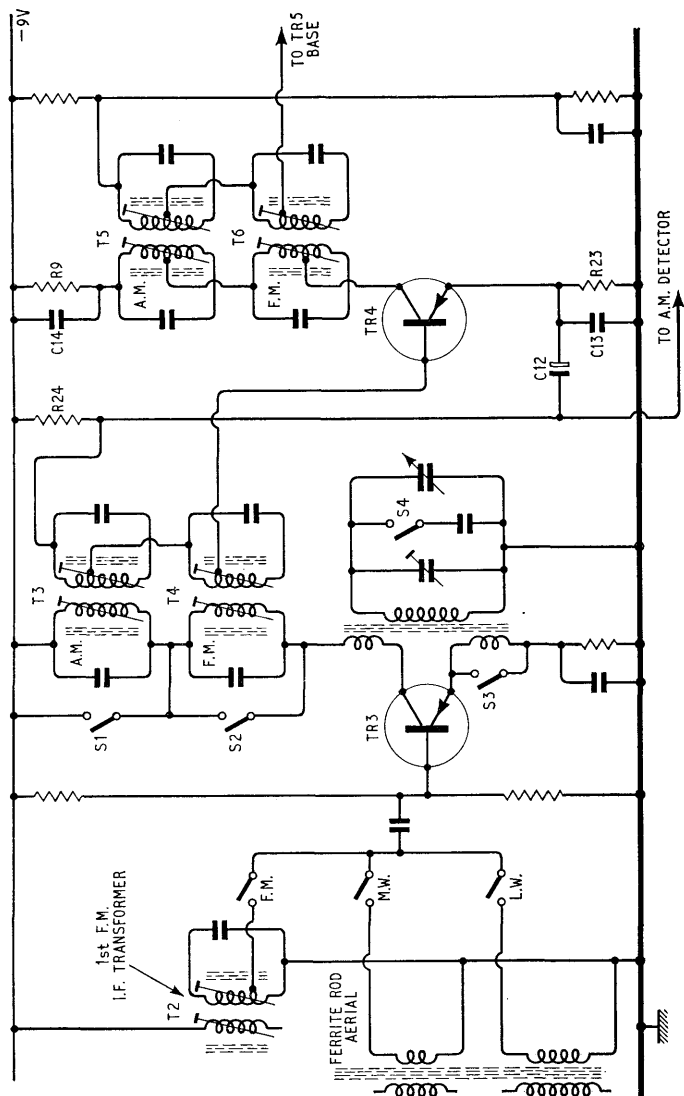 1st F.M.
I.F. TRANSFORMER
T2
F.M.
FERRITE ROD
AERIAL
M.W.
L.W.
S1
S2
T3
A.M.
T4
F.M.
TR3
S3
S4
R24
C14
R9
T5
A.M.
T6
F.M.
TR4
C12
C13
R23
TO A.M. DETECTOR
TO TR5
BASE
−9V